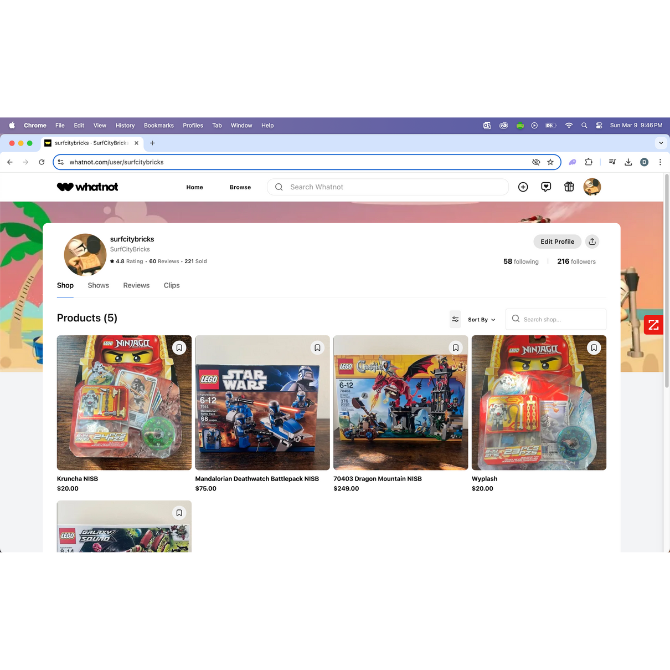 Chrome File Edit View History Bookmarks Profiles Tab Window Help Sun Mar 9 9:46 PM
surfcitybricks - SurfCityBricks
whatnot.com/user/surfcitybricks
whatnot Home Browse Search Whatnot
surfcitybricks
SurfCityBricks
4.8 Rating • 60 Reviews • 221 Sold
Edit Profile
58 following 216 followers
Shop Shows Reviews Clips
Products (5) Sort By Search shop...
LEGO NINJAGO
LEGO STAR WARS
6-12
LEGO Castle
6-12
LEGO NINJAGO
Kruncha NISB Mandalorian Deathwatch Battlepack NISB 70403 Dragon Mountain NISB Wyplash
$20.00 $75.00 $249.00 $20.00
LEGO GALAXY SQUAD